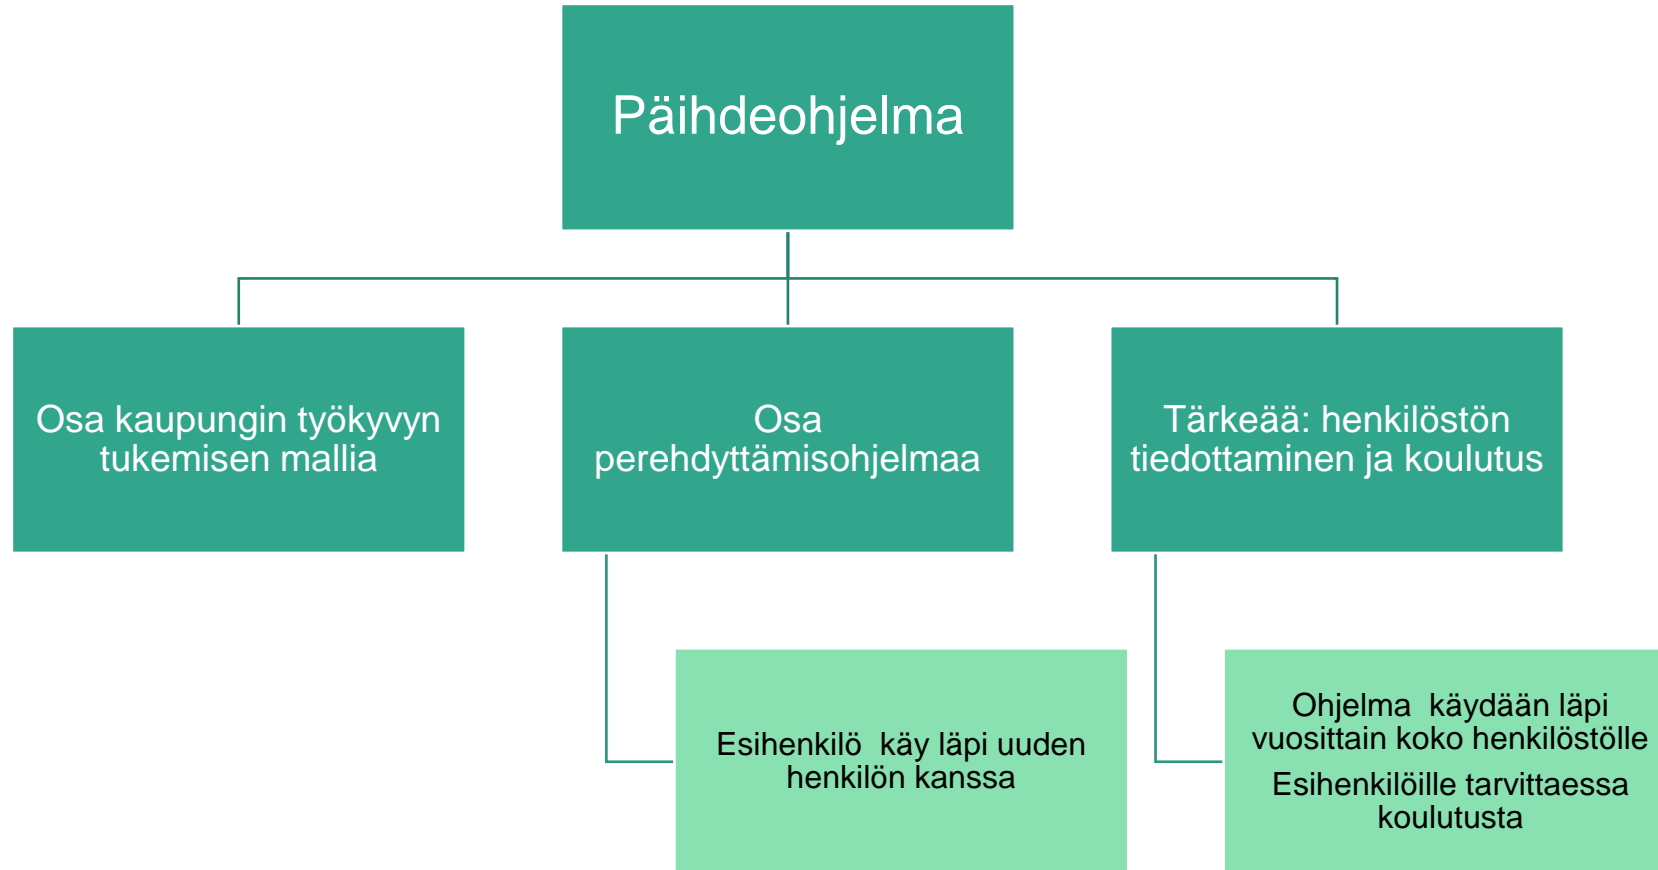 Päihdeohjelma
Osa kaupungin työkyvyn
tukemisen mallia
Osa
perehdyttämisohjelmaa
Tärkeää: henkilöstön
tiedottaminen ja koulutus
Esihenkilö  käy läpi uuden
henkilön kanssa
Ohjelma  käydään läpi
vuosittain koko henkilöstölle
Esihenkilöille tarvittaessa
koulutusta